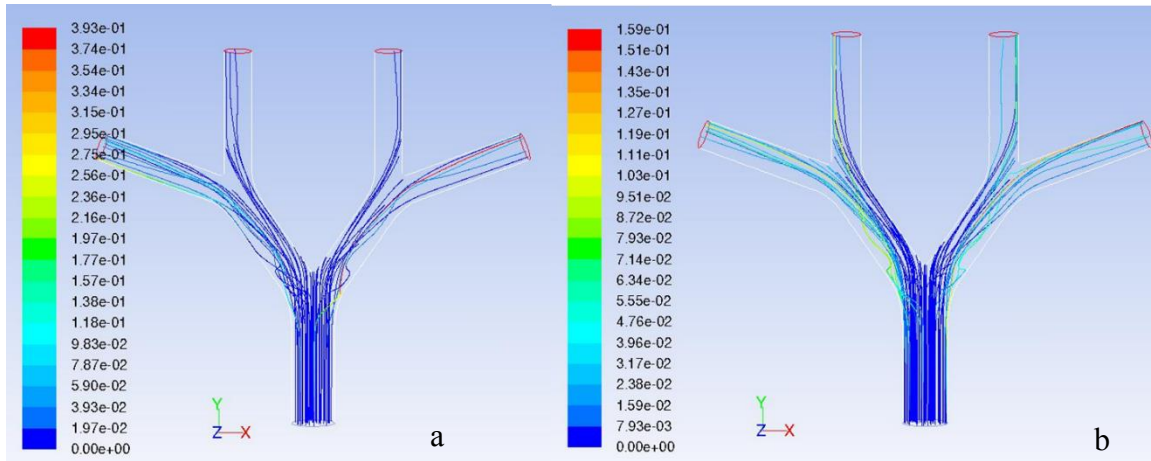 3.93e-01
3.74e-01
3.54e-01
3.34e-01
3.15e-01
2.95e-01
2.75e-01
2.56e-01
2.36e-01
2.16e-01
1.97e-01
1.77e-01
1.57e-01
1.38e-01
1.18e-01
9.83e-02
7.87e-02
5.90e-02
3.93e-02
1.97e-02
0.00e+00
Y
Z
X
a
1.59e-01
1.51e-01
1.43e-01
1.35e-01
1.27e-01
1.19e-01
1.11e-01
1.03e-01
9.51e-02
8.72e-02
7.93e-02
7.14e-02
6.34e-02
5.55e-02
4.76e-02
3.96e-02
3.17e-02
2.38e-02
1.59e-02
7.93e-03
0.00e+00
Y
Z
X
b